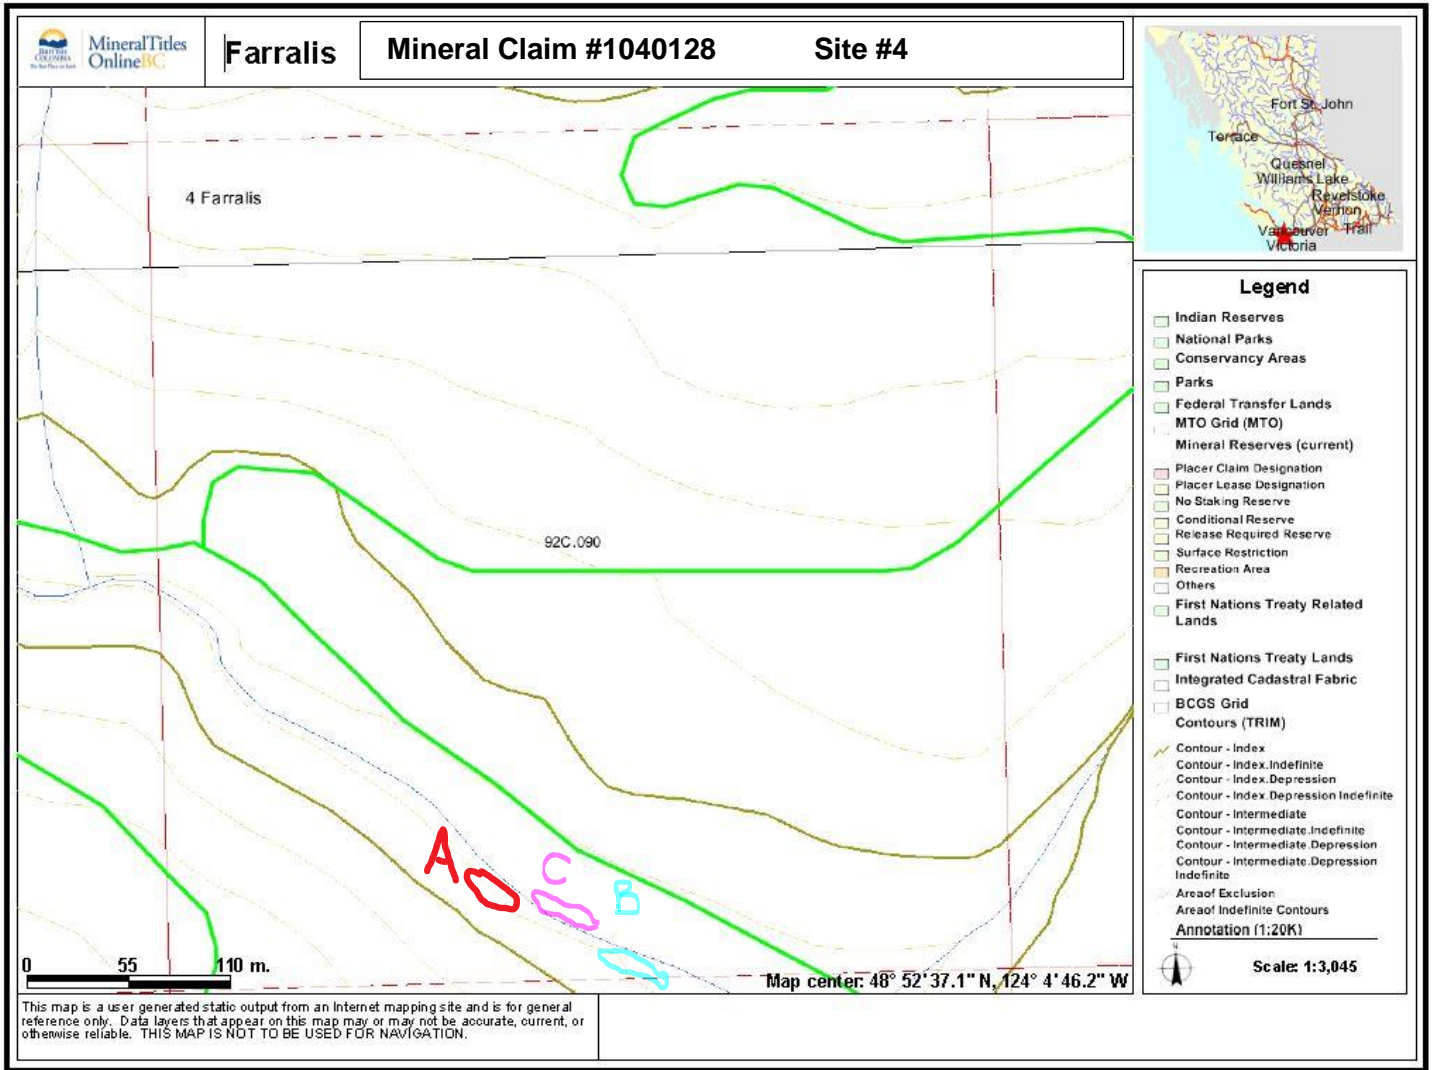 BRITISH
COLUMBIA
The Best Place on Earth
MineralTitles
OnlineBC
Farralis
Mineral Claim #1040128 Site #4
Fort St. John
Terrace
Quesnel
Williams Lake
Revelstoke
Vernon
Vancouver Trail
Victoria
4 Farralis
92C.090
A
C
B
0 55 110 m.
Map center: 48° 52' 37.1" N, 124° 4' 46.2" W
Legend
Indian Reserves
National Parks
Conservancy Areas
Parks
Federal Transfer Lands
MTO Grid (MTO)
Mineral Reserves (current)
Placer Claim Designation
Placer Lease Designation
No Staking Reserve
Conditional Reserve
Release Required Reserve
Surface Restriction
Recreation Area
Others
First Nations Treaty Related
Lands
First Nations Treaty Lands
Integrated Cadastral Fabric
BCGS Grid
Contours (TRIM)
Contour - Index
Contour - Index.Indefinite
Contour - Index.Depression
Contour - Index.Depression Indefinite
Contour - Intermediate
Contour - Intermediate.Indefinite
Contour - Intermediate.Depression
Contour - Intermediate.Depression
Indefinite
Areaof Exclusion
Areaof Indefinite Contours
Annotation (1:20K)
N
Scale: 1:3,045
This map is a user generated static output from an Internet mapping site and is for general
reference only. Data layers that appear on this map may or may not be accurate, current, or
otherwise reliable. THIS MAP IS NOT TO BE USED FOR NAVIGATION.